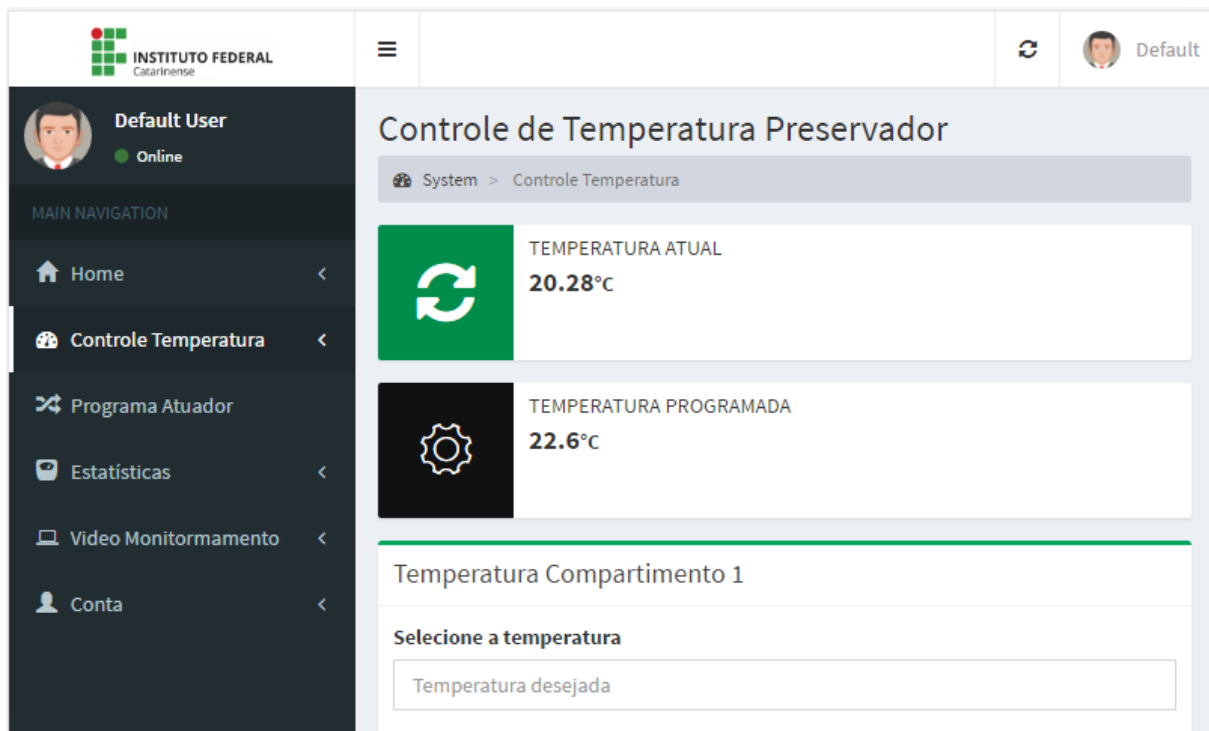 INSTITUTO FEDERAL
Catarinense
Default
Default User
Online
MAIN NAVIGATION
Home
Controle Temperatura
Programa Atuador
Estatísticas
Video Monitormamento
Conta
Controle de Temperatura Preservador
System > Controle Temperatura
TEMPERATURA ATUAL
20.28°C
TEMPERATURA PROGRAMADA
22.6°C
Temperatura Compartimento 1
Selecione a temperatura
Temperatura desejada